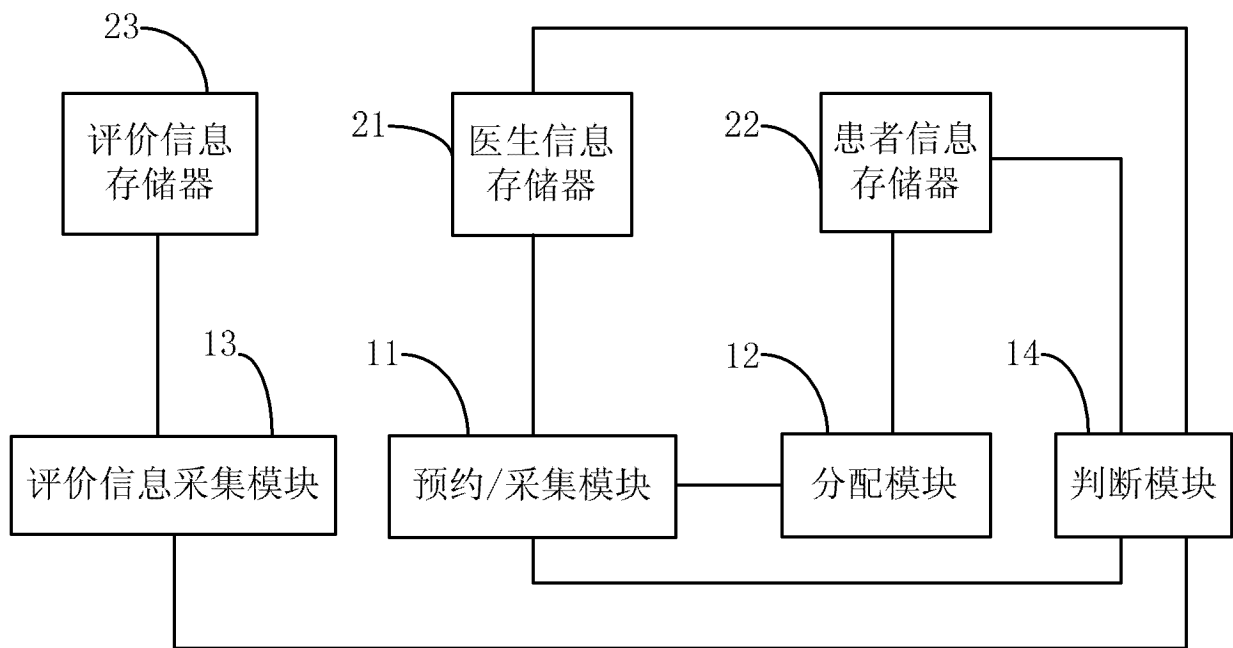 23
评价信息
存储器
21
医生信息
存储器
22
患者信息
存储器
13
评价信息采集模块
11
预约/采集模块
12
分配模块
14
判断模块